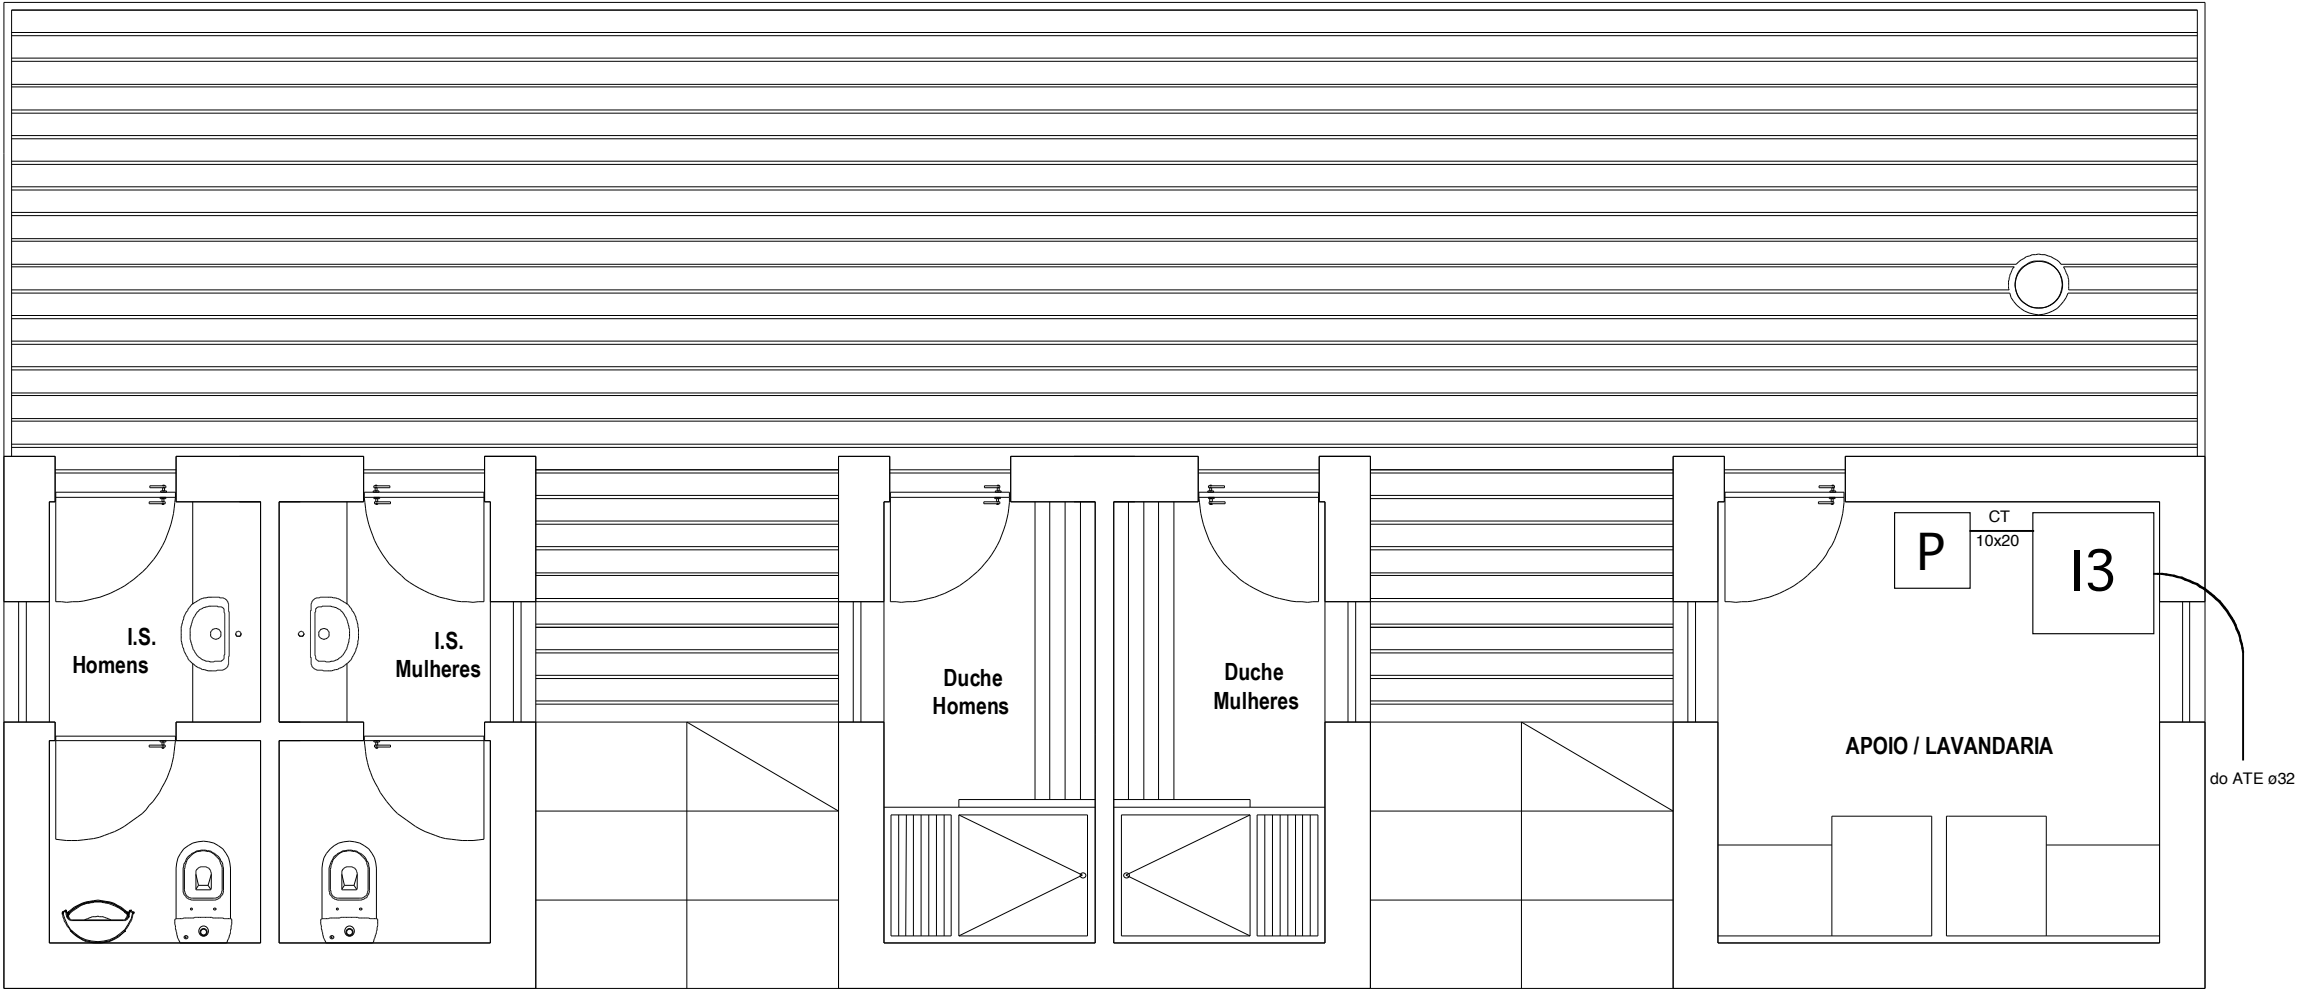 I.S.
Homens
I.S.
Mulheres
Duche
Homens
Duche
Mulheres
P
CT
10x20
I3
APOIO / LAVANDARIA
do ATE ø32